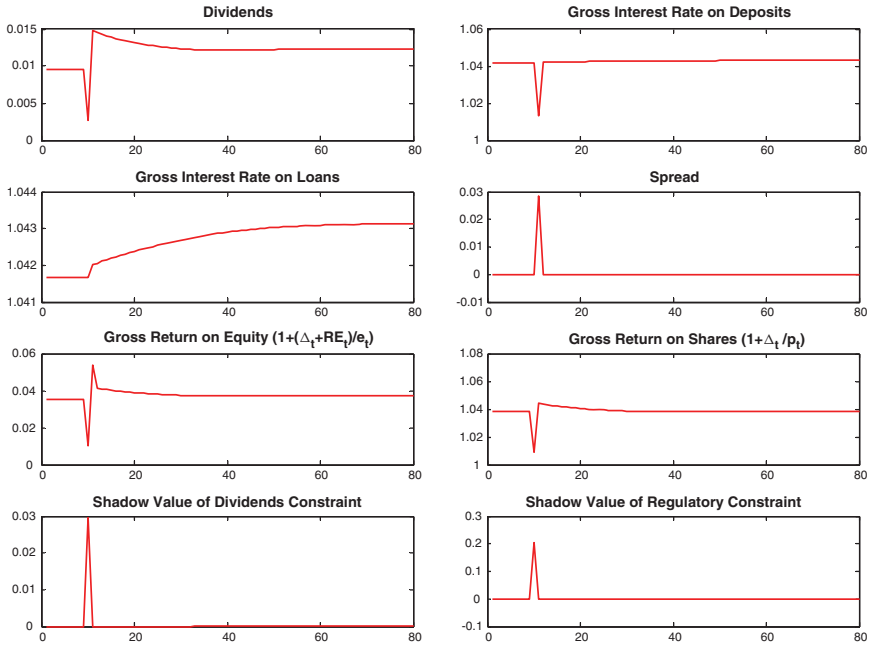 Dividends
0.015
0.01
0.005
0
0 20 40 60 80
Gross Interest Rate on Deposits
1.06
1.04
1.02
1
0 20 40 60 80
Gross Interest Rate on Loans
1.044
1.043
1.042
1.041
0 20 40 60 80
Spread
0.03
0.02
0.01
0
-0.01
0 20 40 60 80
Gross Return on Equity (1+(Δt+REt)/et)
0.06
0.04
0.02
0
0 20 40 60 80
Gross Return on Shares (1+Δt /pt)
1.08
1.06
1.04
1.02
1
0 20 40 60 80
Shadow Value of Dividends Constraint
0.03
0.02
0.01
0
0 20 40 60 80
Shadow Value of Regulatory Constraint
0.3
0.2
0.1
0
-0.1
0 20 40 60 80